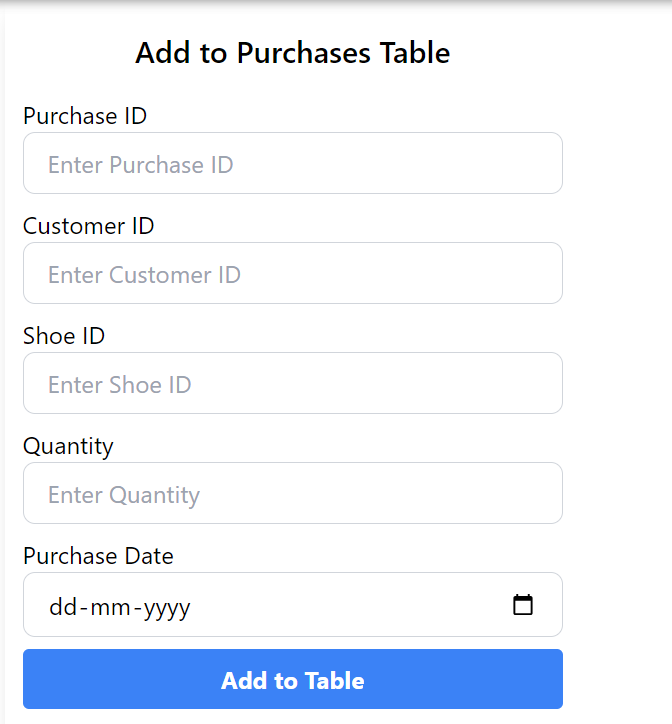 Add to Purchases Table
Purchase ID
Enter Purchase ID
Customer ID
Enter Customer ID
Shoe ID
Enter Shoe ID
Quantity
Enter Quantity
Purchase Date
dd-mm-yyyy
Add to Table